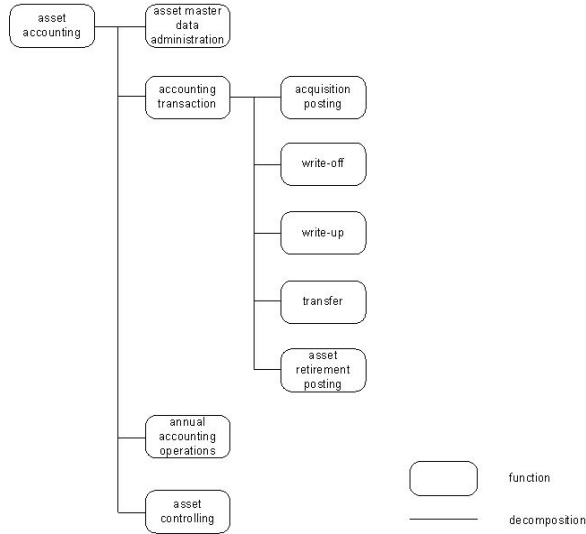 asset
accounting
asset master
data
administration
accounting
transaction
acquisition
posting
write-off
write-up
transfer
asset
retirement
posting
annual
accounting
operations
asset
controlling
function
decomposition